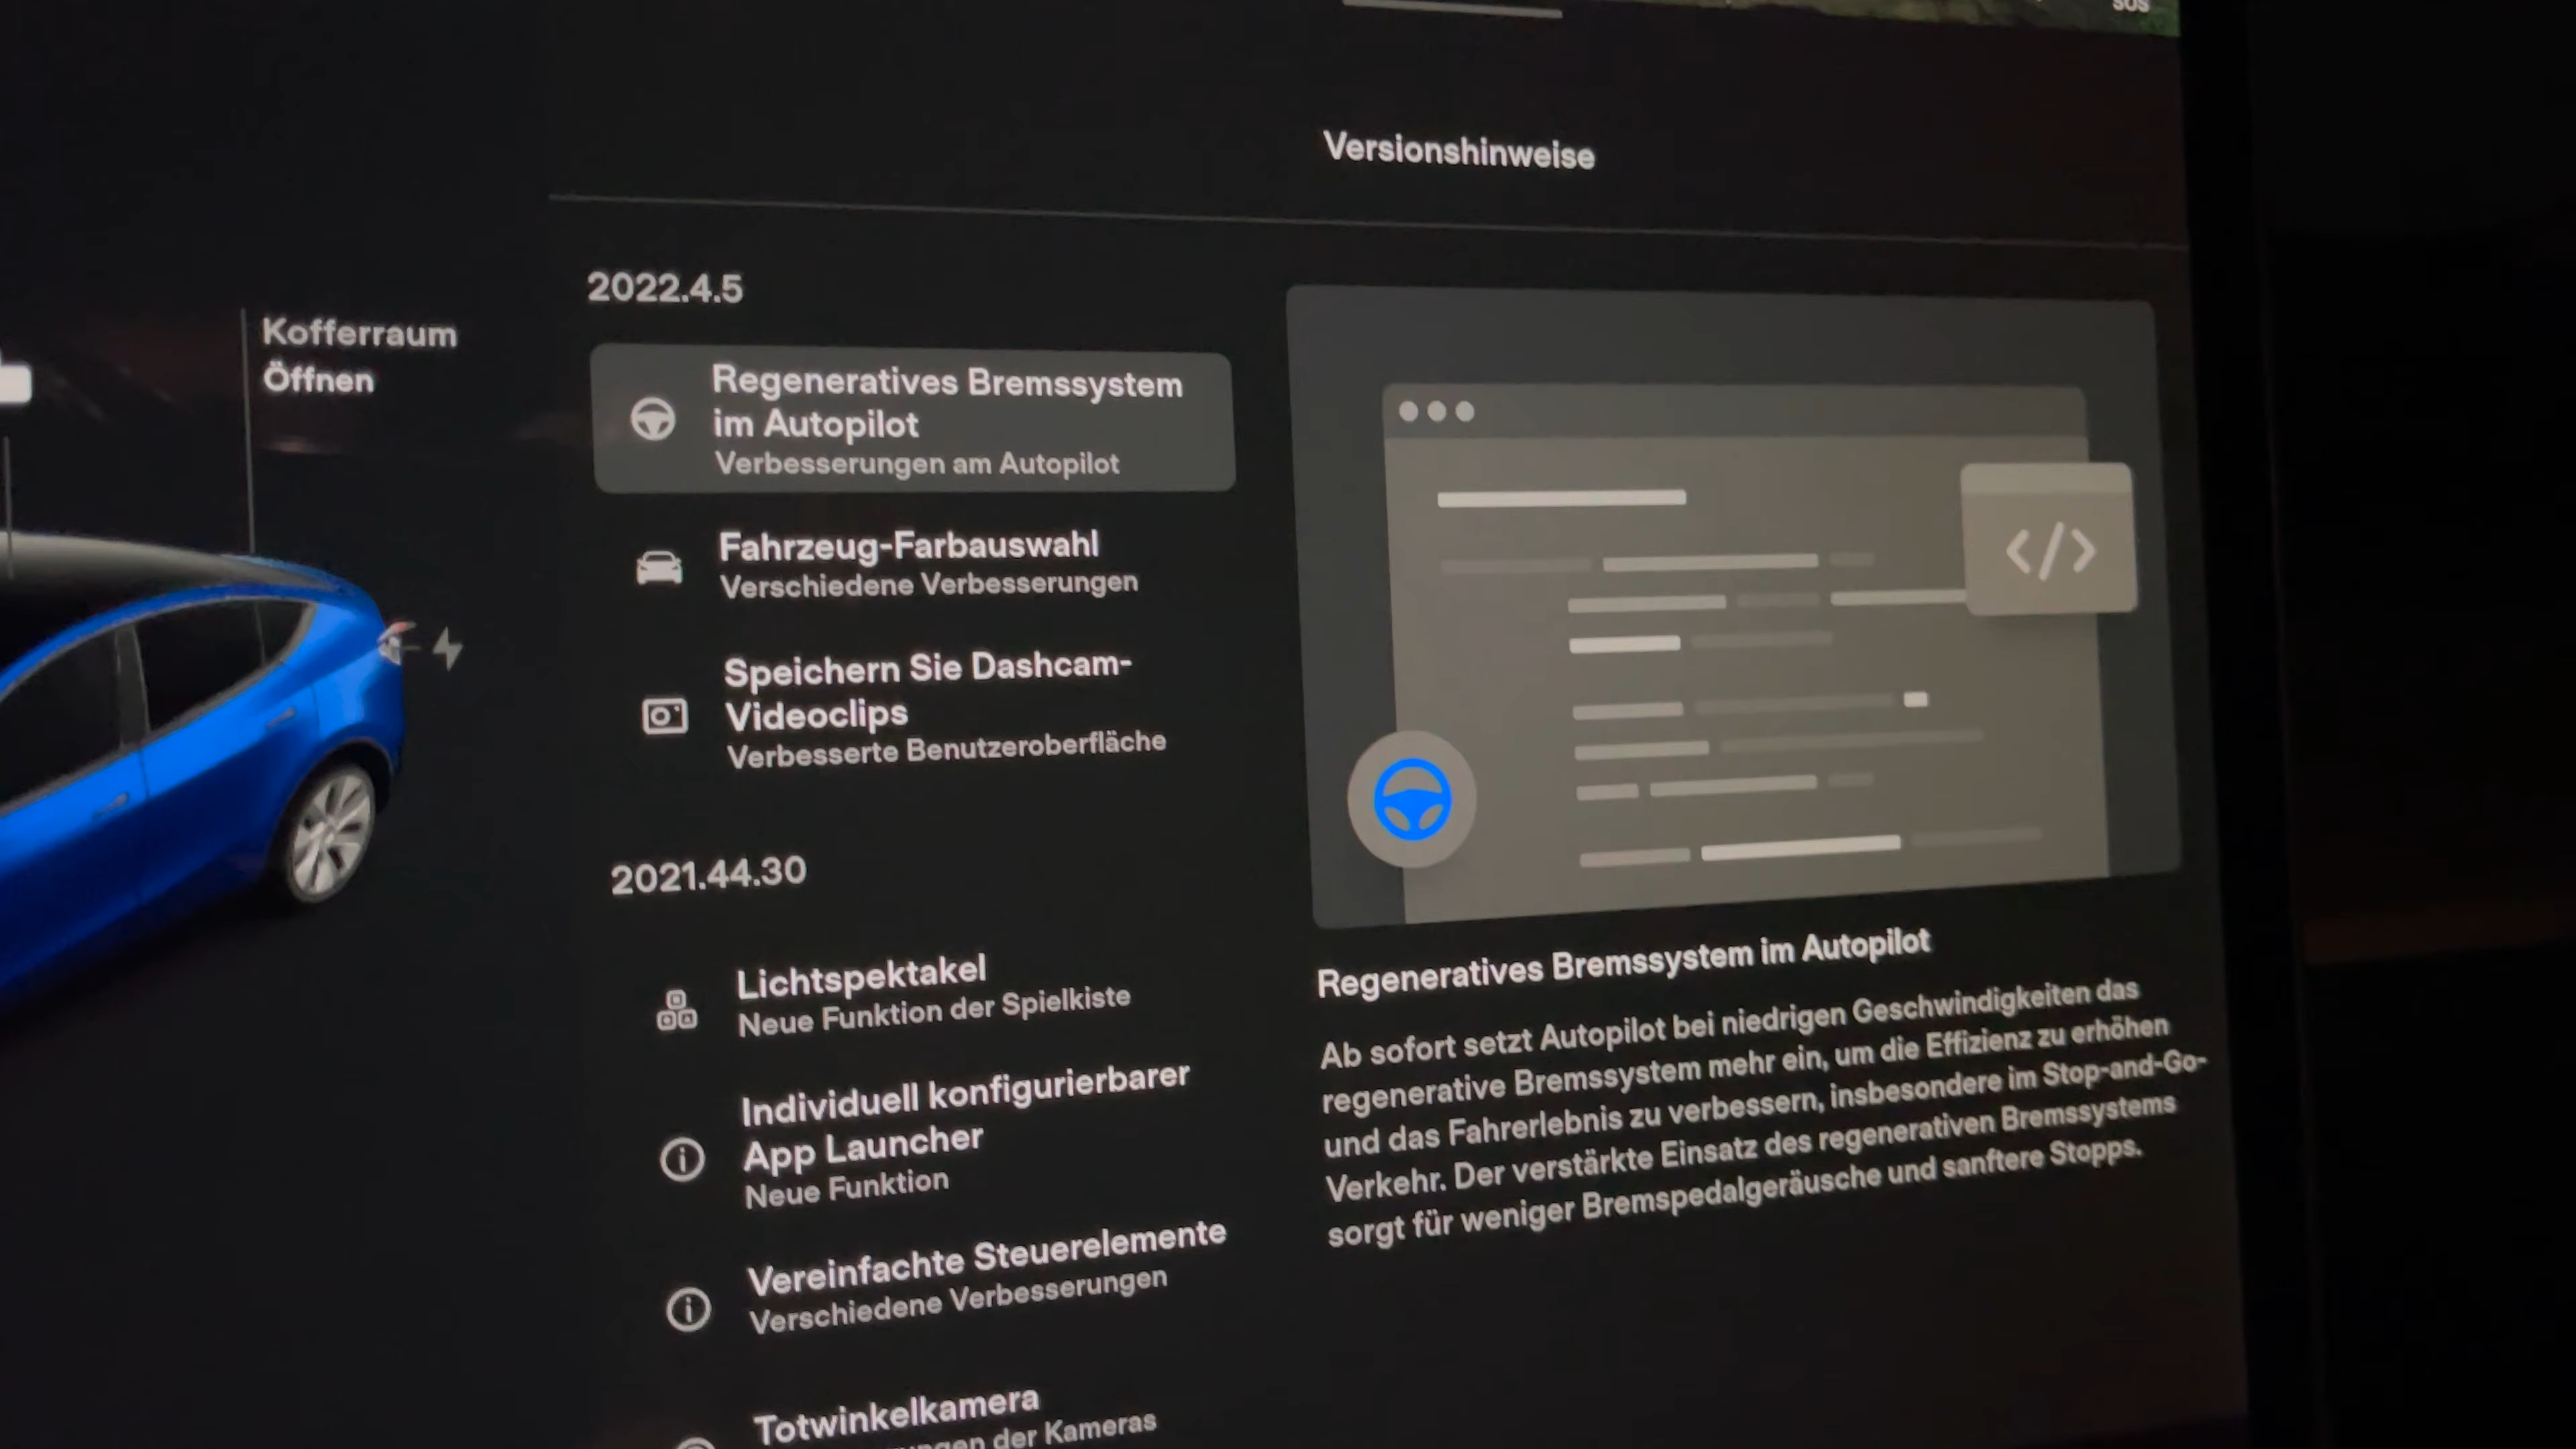 SOS
Versionshinweise
Kofferraum
Öffnen
2022.4.5
Regeneratives Bremssystem
im Autopilot
Verbesserungen am Autopilot
Fahrzeug-Farbauswahl
Verschiedene Verbesserungen
Speichern Sie Dashcam-
Videoclips
Verbesserte Benutzeroberfläche
2021.44.30
Lichtspektakel
Neue Funktion der Spielkiste
Individuell konfigurierbarer
App Launcher
Neue Funktion
Vereinfachte Steuerelemente
Verschiedene Verbesserungen
Totwinkelkamera
der Kameras
</>
Regeneratives Bremssystem im Autopilot
Ab sofort setzt Autopilot bei niedrigen Geschwindigkeiten das
regenerative Bremssystem mehr ein, um die Effizienz zu erhöhen
und das Fahrerlebnis zu verbessern, insbesondere im Stop-and-Go-
Verkehr. Der verstärkte Einsatz des regenerativen Bremssystems
sorgt für weniger Bremspedalgeräusche und sanftere Stopps.